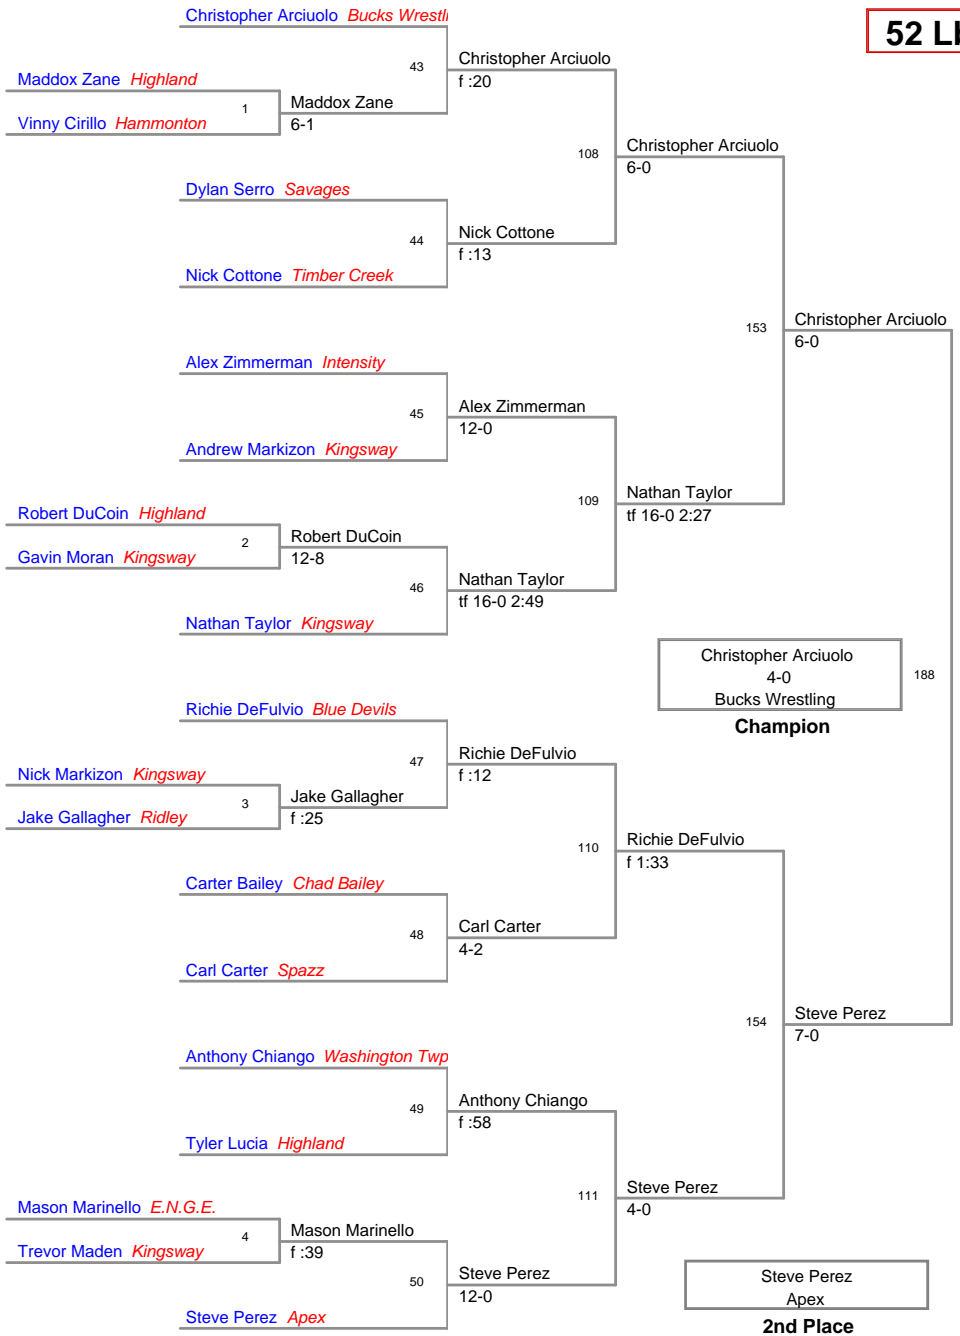 Christopher Arciuolo Bucks Wrestli
52 Lb
43
Christopher Arciuolo
f :20
Maddox Zane Highland
1
Maddox Zane
6-1
Vinny Cirillo Hammonton
108
Christopher Arciuolo
6-0
Dylan Serro Savages
44
Nick Cottone
f :13
Nick Cottone Timber Creek
153
Christopher Arciuolo
6-0
Alex Zimmerman Intensity
45
Alex Zimmerman
12-0
Andrew Markizon Kingsway
109
Nathan Taylor
tf 16-0 2:27
Robert DuCoin Highland
2
Robert DuCoin
12-8
Gavin Moran Kingsway
46
Nathan Taylor
tf 16-0 2:49
Nathan Taylor Kingsway
Christopher Arciuolo
4-0
Bucks Wrestling
188
Champion
Richie DeFulvio Blue Devils
47
Richie DeFulvio
f :12
Nick Markizon Kingsway
3
Jake Gallagher
f :25
Jake Gallagher Ridley
110
Richie DeFulvio
f 1:33
Carter Bailey Chad Bailey
48
Carl Carter
4-2
Carl Carter Spazz
154
Steve Perez
7-0
Anthony Chiango Washington Twp
49
Anthony Chiango
f :58
Tyler Lucia Highland
111
Steve Perez
4-0
Mason Marinello E.N.G.E.
4
Mason Marinello
f :39
Trevor Maden Kingsway
50
Steve Perez
12-0
Steve Perez Apex
Steve Perez
Apex
2nd Place